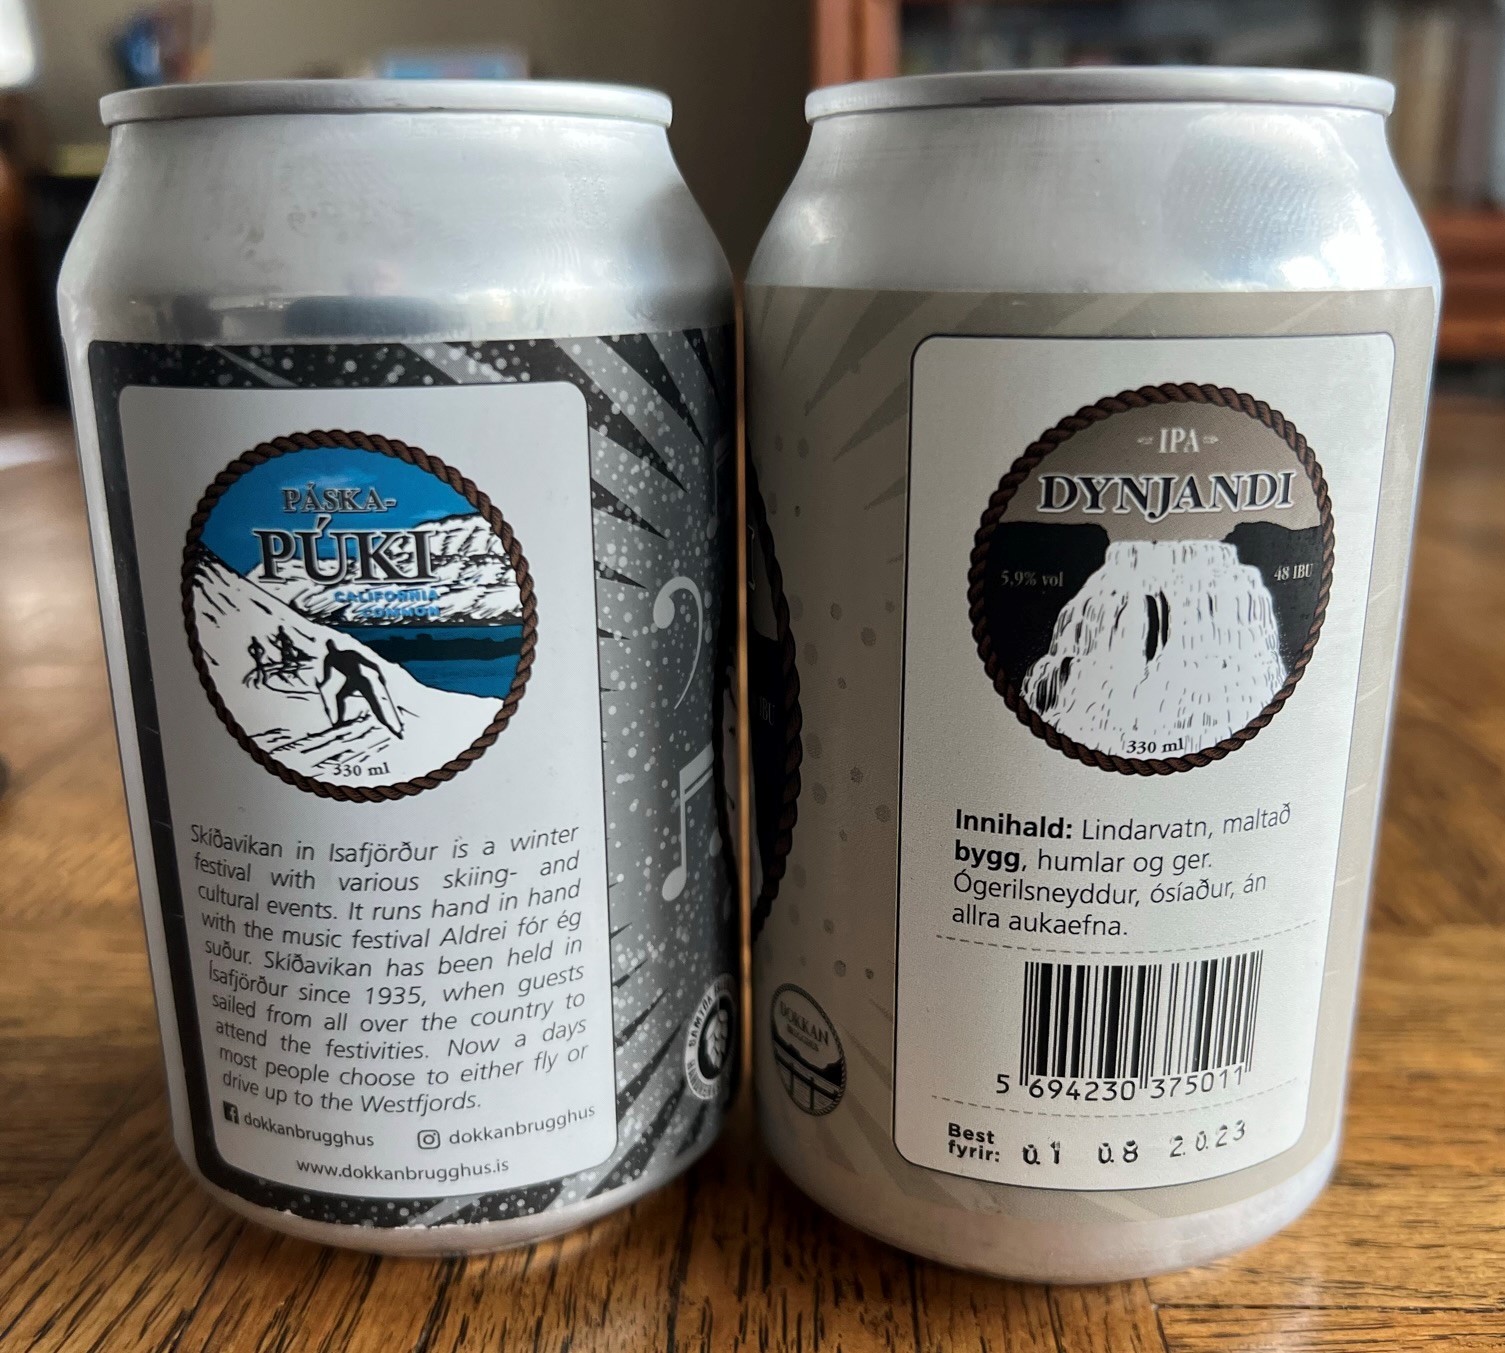 PÁSKA-
PÚKI
CALIFORNIA
COMMON
330 ml
Skíðavikan in Isafjörður is a winter
festival with various skiing- and
cultural events. It runs hand in hand
with the music festival Aldrei fór ég
suður. Skíðavikan has been held in
Ísafjörður since 1935, when guests
sailed from all over the country to
attend the festivities. Now a days
most people choose to either fly or
drive up to the Westfjords.
dokkanbrugghus dokkanbrugghus
www.dokkanbrugghus.is
IPA
DYNJANDI
5,9% vol 48 IBU
330 ml
Innihald: Lindarvatn, maltað
bygg, humlar og ger.
Ógerilsneyddur, ósíaður, án
allra aukaefna.
5 694230 375011
Best
fyrir: 01 08 2023
DOKKAN